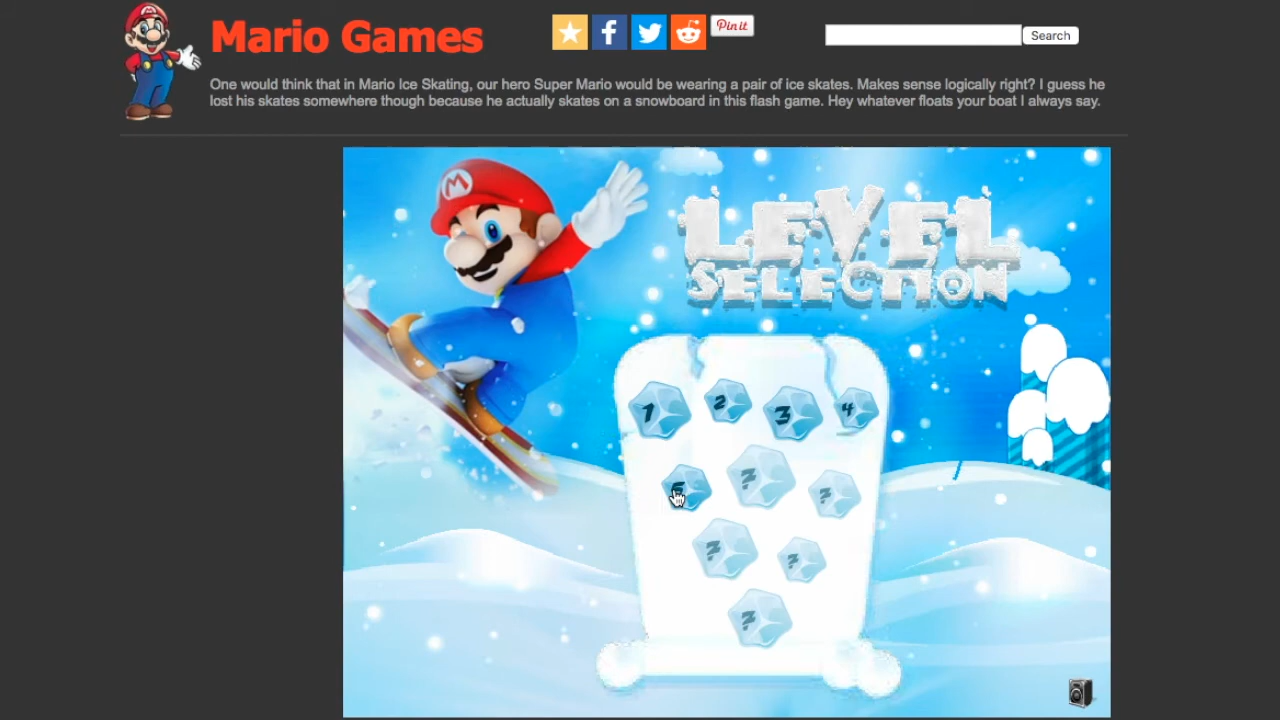 Mario Games
Pin it
Search
One would think that in Mario Ice Skating, our hero Super Mario would be wearing a pair of ice skates. Makes sense logically right? I guess he
lost his skates somewhere though because he actually skates on a snowboard in this flash game. Hey whatever floats your boat I always say.
M
LEVEL
SELECTION
1 2 3 4
5 ? ?
? ?
?